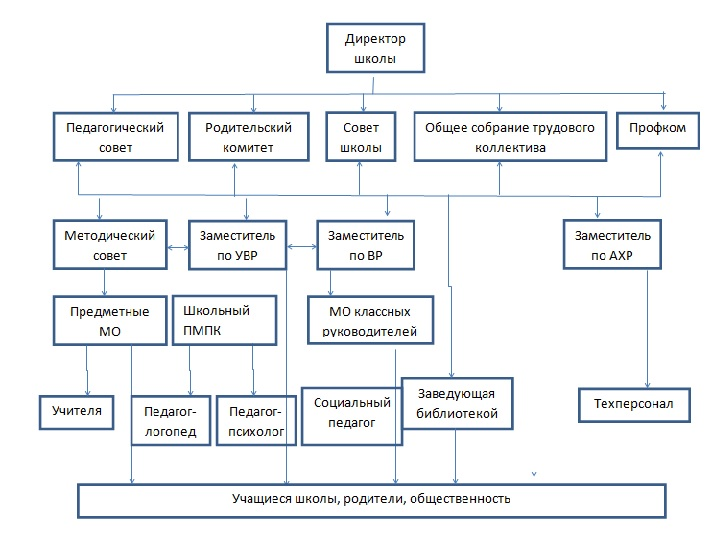 Директор
школы
Педагогический
совет
Родительский
комитет
Совет
школы
Общее собрание трудового
коллектива
Профком
Методический
совет
Заместитель
по УВР
Заместитель
по ВР
Заместитель
по АХР
Предметные
МО
Школьный
ПМПК
МО классных
руководителей
Учителя
Педагог-
логопед
Педагог-
психолог
Социальный
педагог
Заведующая
библиотекой
Техперсонал
Учащиеся школы, родители, общественность